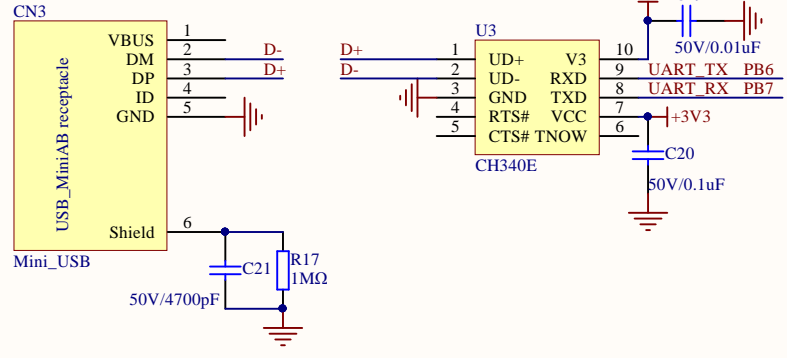 CN3
VBUS 1
DM 2 D-
DP 3 D+
ID 4
GND 5
USB_MiniAB receptacle
Shield 6
Mini_USB
C21
50V/4700pF
R17
1MΩ
U3
D+ 1 UD+ V3 10
D- 2 UD- RXD 9 UART_TX PB6
3 GND TXD 8 UART_RX PB7
4 RTS# VCC 7 +3V3
5 CTS# TNOW 6
CH340E
50V/0.01uF
C20
50V/0.1uF